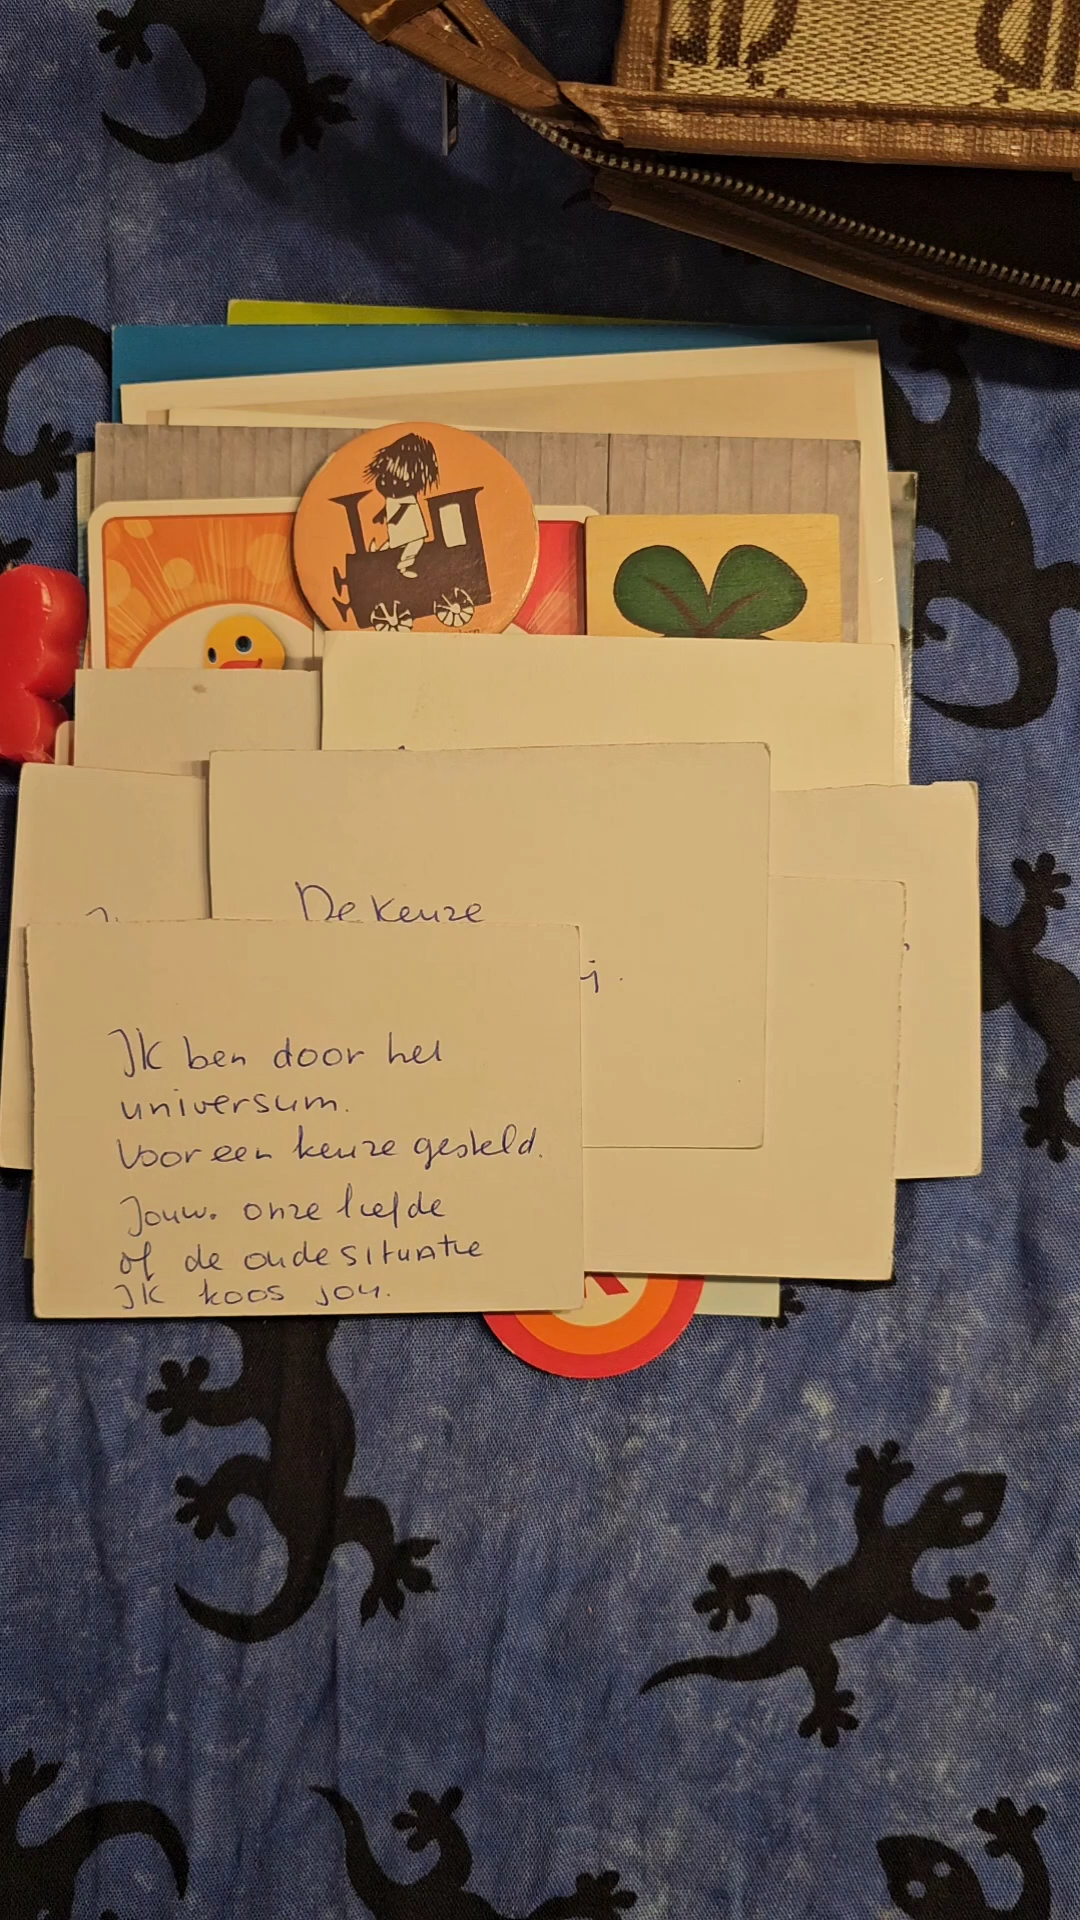 De Keuze
Ik ben door het
universum.
Voor een keuze gesteld.
Jouw. onze liefde
of de oude situatie
Ik koos jou.